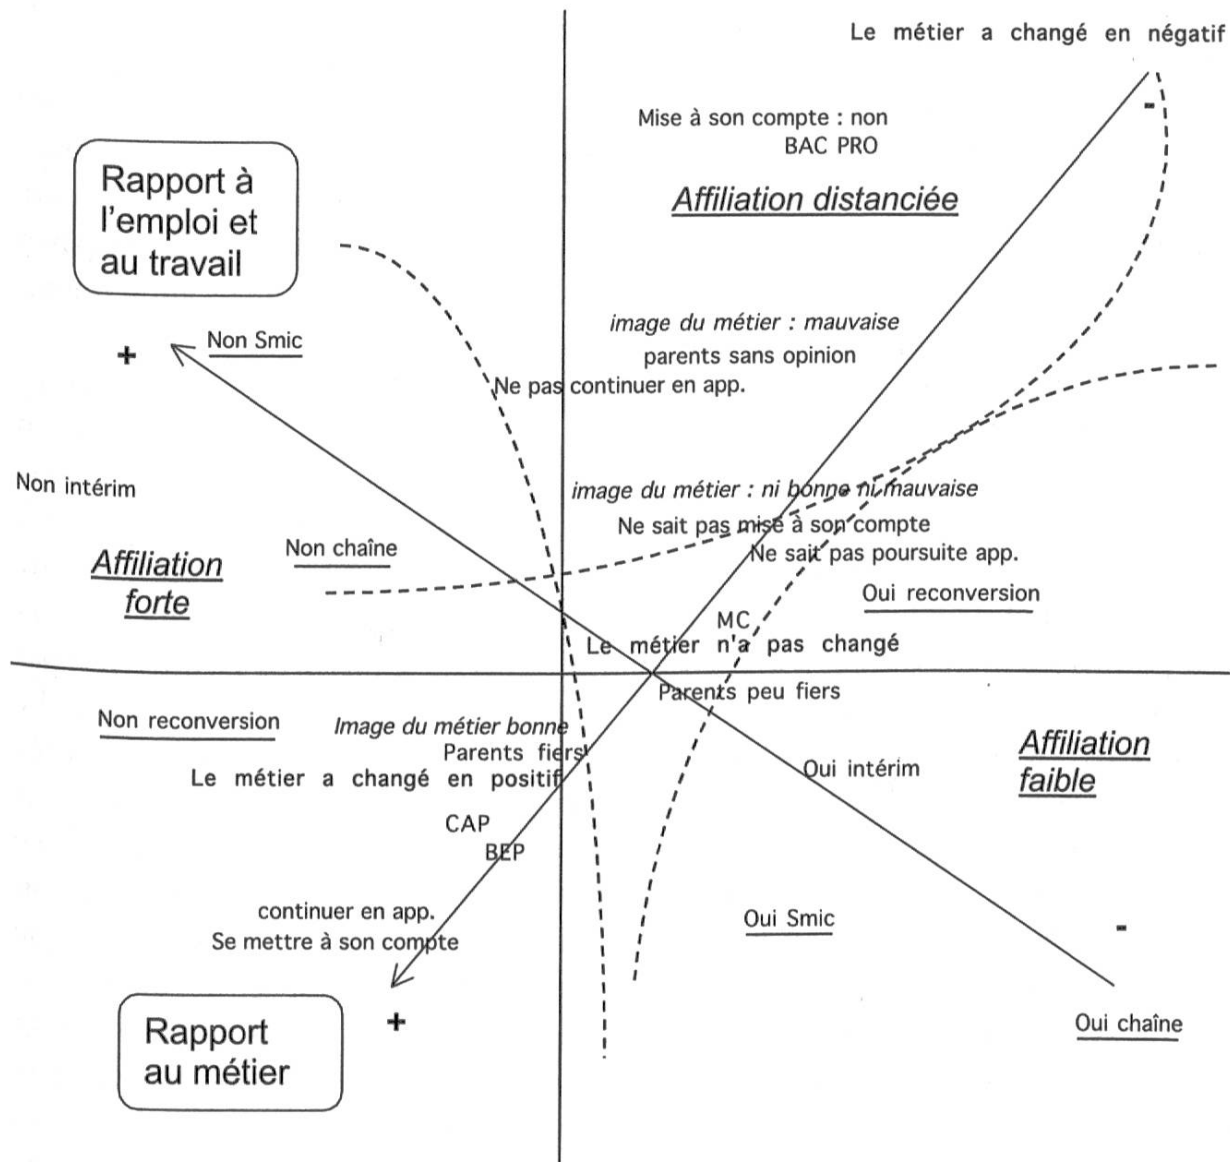 Le métier a changé en négatif
-
Mise à son compte : non
BAC PRO
Affiliation distanciée
Rapport à
l'emploi et
au travail
image du métier : mauvaise
Non Smic
+
parents sans opinion
Ne pas continuer en app.
Non intérim
image du métier : ni bonne ni mauvaise
Ne sait pas mise à son compte
Non chaîne
Ne sait pas poursuite app.
Affiliation
forte
Oui reconversion
MC
Le métier n'a pas changé
Parents peu fiers
Non reconversion
Image du métier bonne
Parents fiers
Le métier a changé en positif
Affiliation
faible
Oui intérim
CAP
BEP
continuer en app.
Se mettre à son compte
Oui Smic
-
Rapport
au métier
+
Oui chaîne